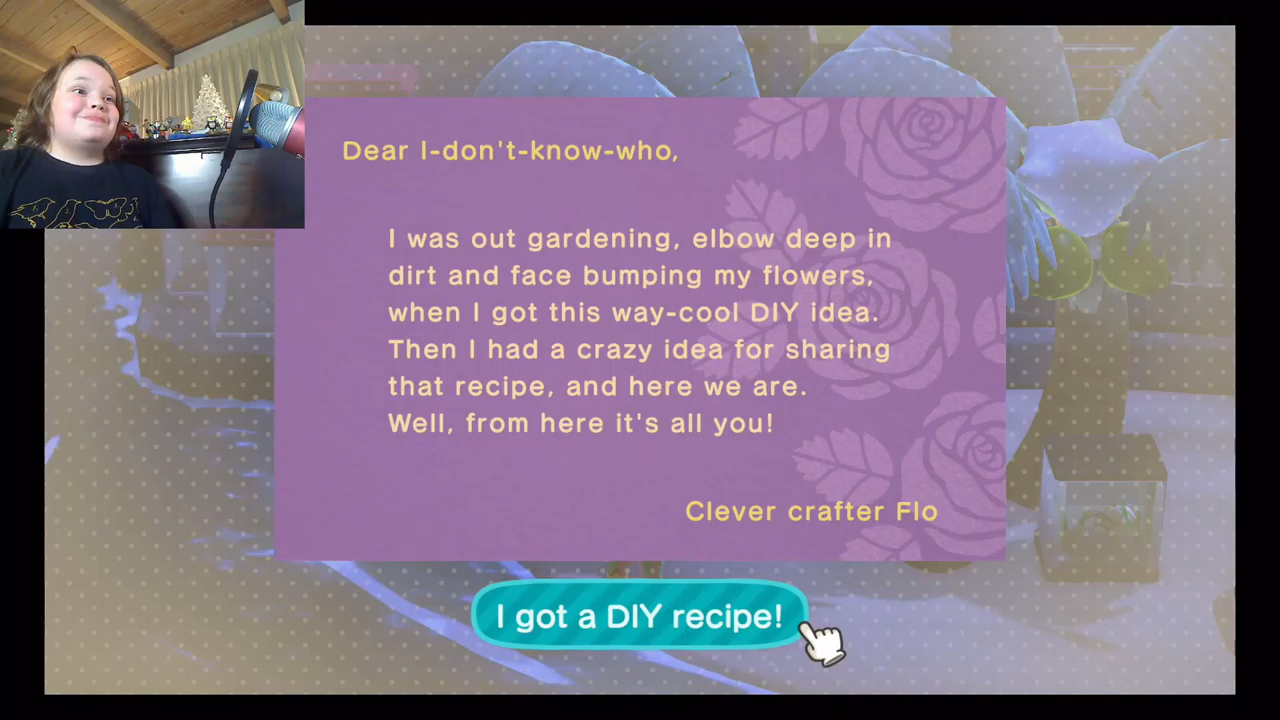 Dear I-don't-know-who,
I was out gardening, elbow deep in
dirt and face bumping my flowers,
when I got this way-cool DIY idea.
Then I had a crazy idea for sharing
that recipe, and here we are.
Well, from here it's all you!
Clever crafter Flo
I got a DIY recipe!